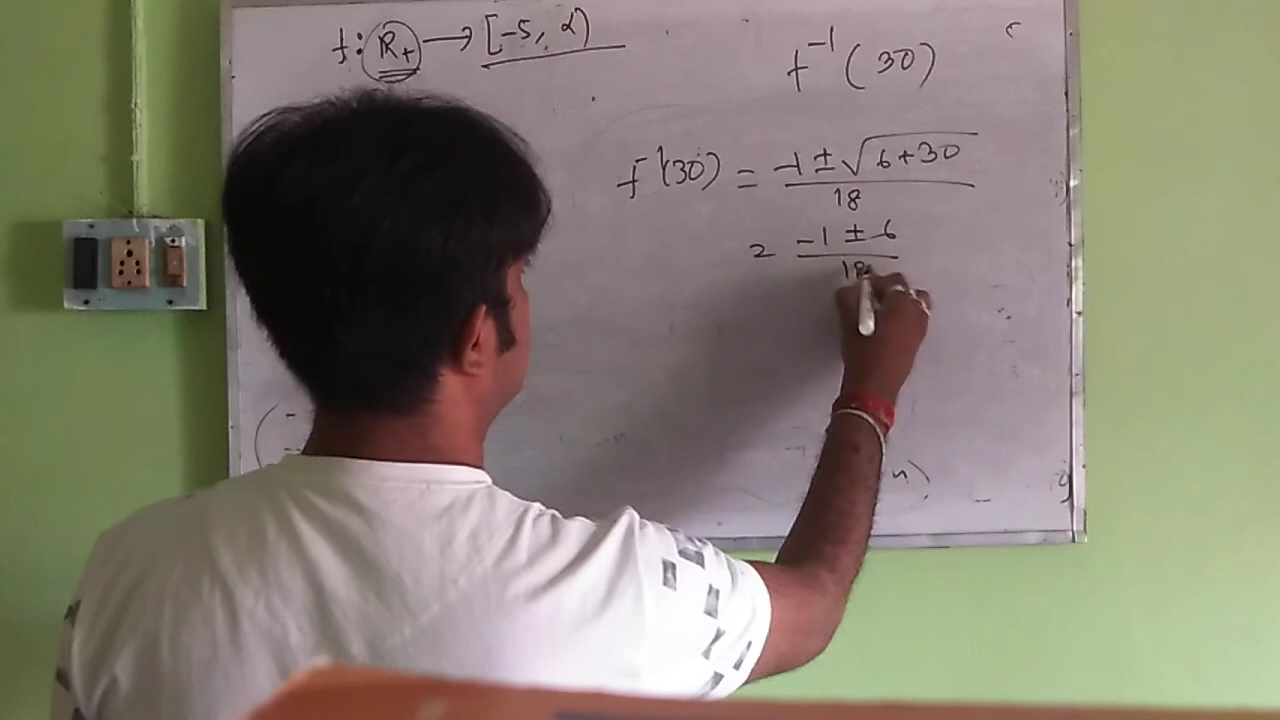 f: R₊ → [-5, α)
f⁻¹(30)
f⁻¹(30) = -1 ± √6+30 / 18
= -1 ± 6 / 18